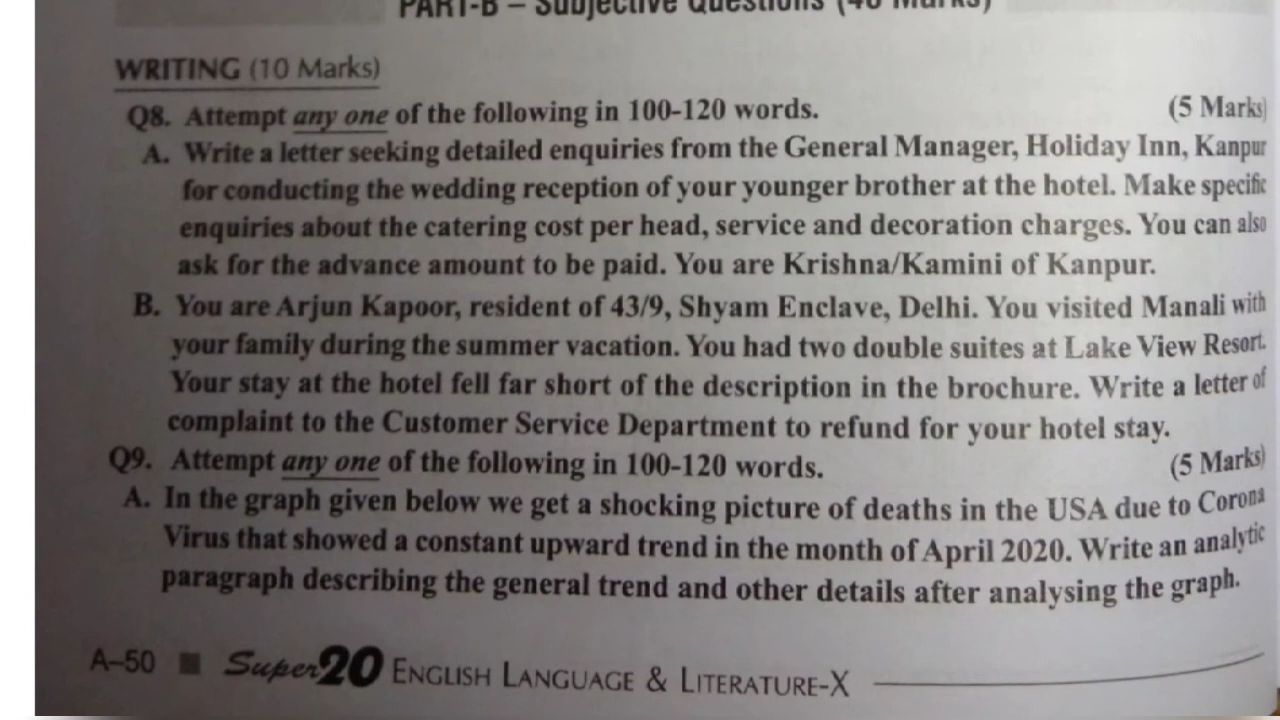 PART-B – Subjective Questions (40 Marks)
WRITING (10 Marks)
Q8. Attempt any one of the following in 100-120 words. (5 Marks)
A. Write a letter seeking detailed enquiries from the General Manager, Holiday Inn, Kanpur
for conducting the wedding reception of your younger brother at the hotel. Make specific
enquiries about the catering cost per head, service and decoration charges. You can also
ask for the advance amount to be paid. You are Krishna/Kamini of Kanpur.
B. You are Arjun Kapoor, resident of 43/9, Shyam Enclave, Delhi. You visited Manali with
your family during the summer vacation. You had two double suites at Lake View Resort.
Your stay at the hotel fell far short of the description in the brochure. Write a letter of
complaint to the Customer Service Department to refund for your hotel stay.
Q9. Attempt any one of the following in 100-120 words. (5 Marks)
A. In the graph given below we get a shocking picture of deaths in the USA due to Corona
Virus that showed a constant upward trend in the month of April 2020. Write an analytic
paragraph describing the general trend and other details after analysing the graph.
A–50 ■ Super20 ENGLISH LANGUAGE & LITERATURE-X